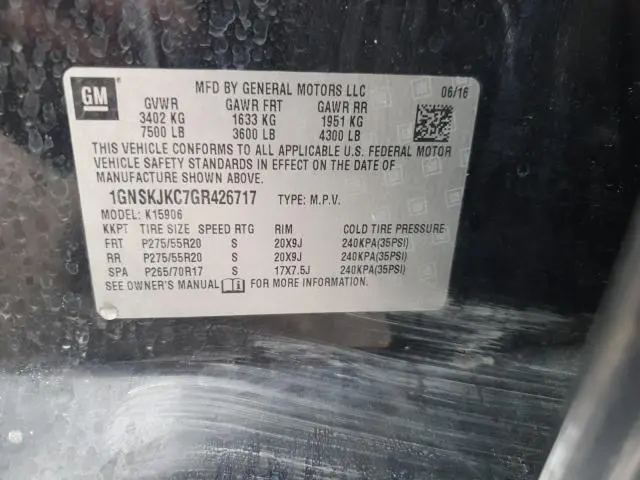 GM
MFD BY GENERAL MOTORS LLC 06/16
GVWR GAWR FRT GAWR RR
3402 KG 1633 KG 1951 KG
7500 LB 3600 LB 4300 LB
THIS VEHICLE CONFORMS TO ALL APPLICABLE U.S. FEDERAL MOTOR
VEHICLE SAFETY STANDARDS IN EFFECT ON THE DATE OF
MANUFACTURE SHOWN ABOVE.
1GNSKJKC7GR426717 TYPE: M.P.V.
MODEL: K15906
KKPT TIRE SIZE SPEED RTG RIM COLD TIRE PRESSURE
FRT P275/55R20 S 20X9J 240KPA(35PSI)
RR P275/55R20 S 20X9J 240KPA(35PSI)
SPA P265/70R17 S 17X7.5J 240KPA(35PSI)
SEE OWNER'S MANUAL FOR MORE INFORMATION.